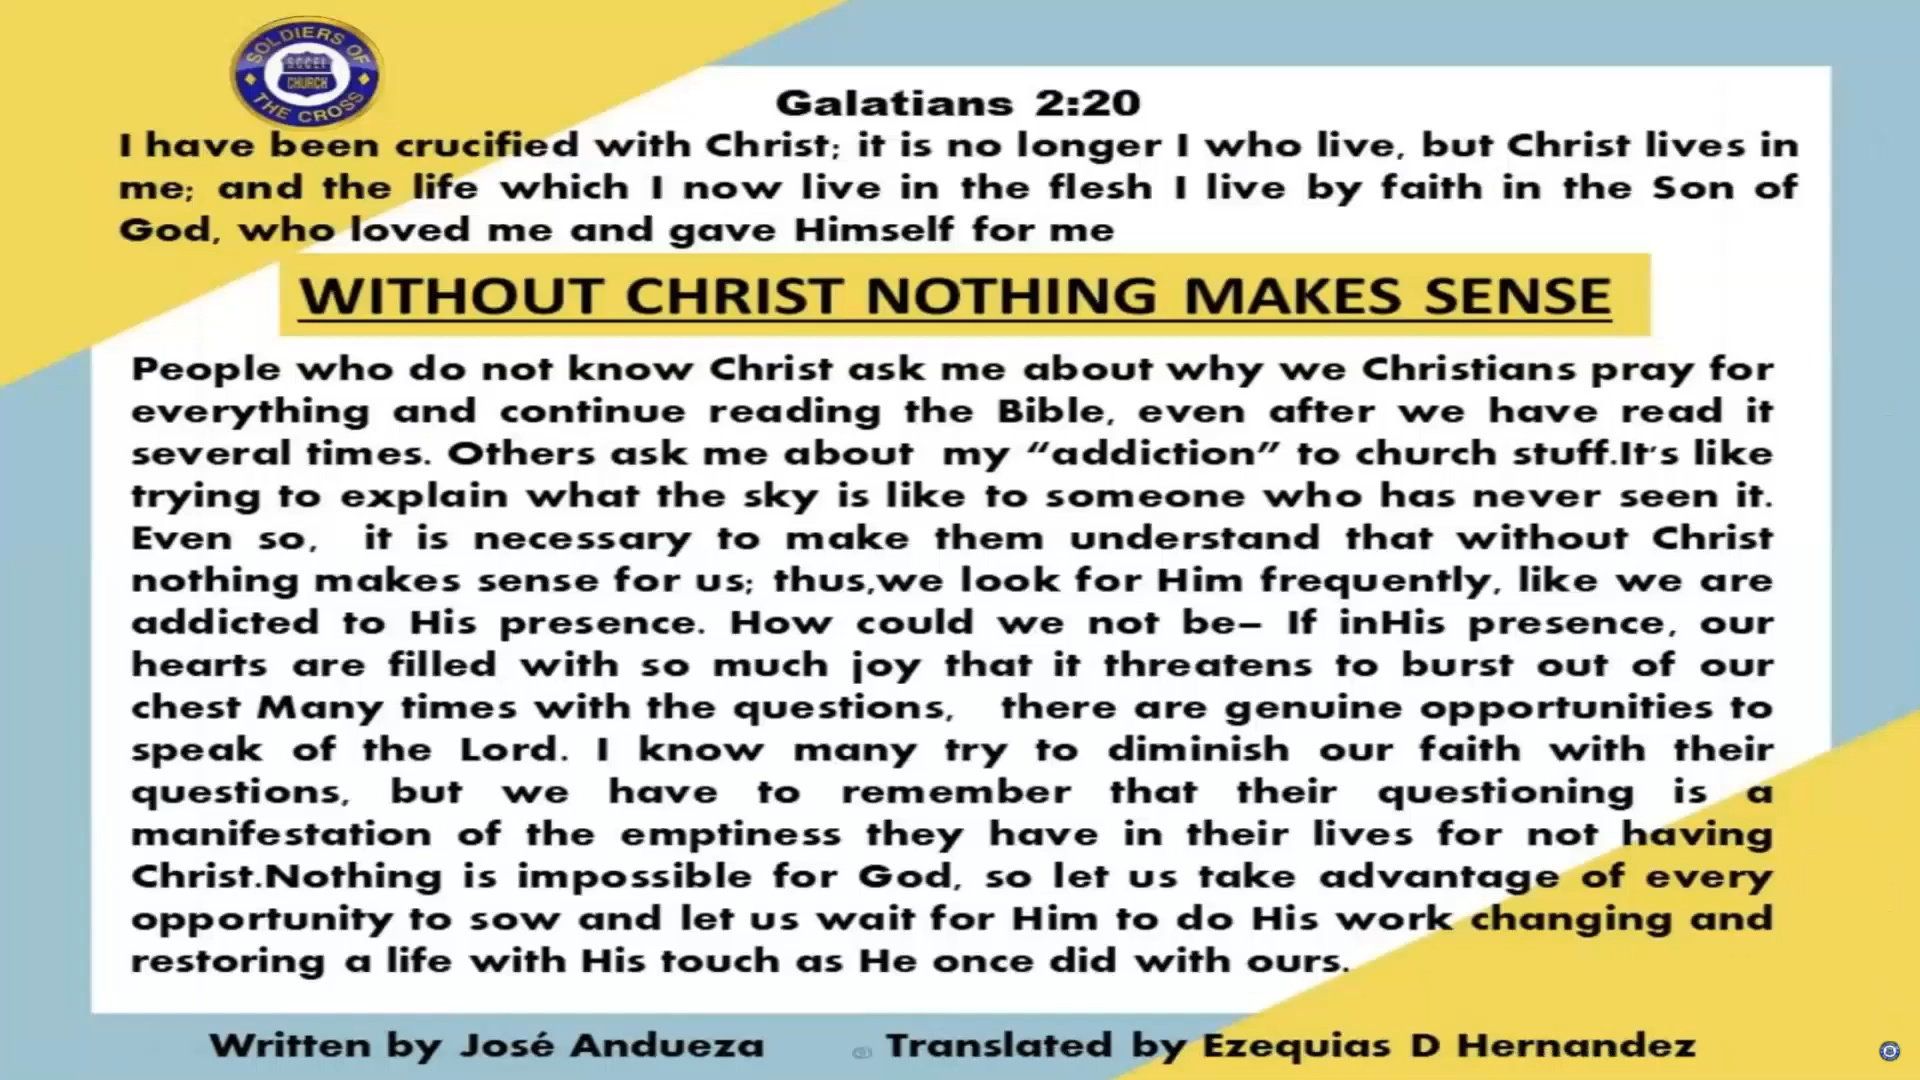 SOLDIERS OF
SCCEI
CHURCH
THE CROSS
Galatians 2:20
I have been crucified with Christ; it is no longer I who live, but Christ lives in
me; and the life which I now live in the flesh I live by faith in the Son of
God, who loved me and gave Himself for me
WITHOUT CHRIST NOTHING MAKES SENSE
People who do not know Christ ask me about why we Christians pray for
everything and continue reading the Bible, even after we have read it
several times. Others ask me about my “addiction” to church stuff.It's like
trying to explain what the sky is like to someone who has never seen it.
Even so, it is necessary to make them understand that without Christ
nothing makes sense for us; thus,we look for Him frequently, like we are
addicted to His presence. How could we not be– If inHis presence, our
hearts are filled with so much joy that it threatens to burst out of our
chest Many times with the questions, there are genuine opportunities to
speak of the Lord. I know many try to diminish our faith with their
questions, but we have to remember that their questioning is a
manifestation of the emptiness they have in their lives for not having
Christ.Nothing is impossible for God, so let us take advantage of every
opportunity to sow and let us wait for Him to do His work changing and
restoring a life with His touch as He once did with ours.
Written by José Andueza Translated by Ezequias D Hernandez